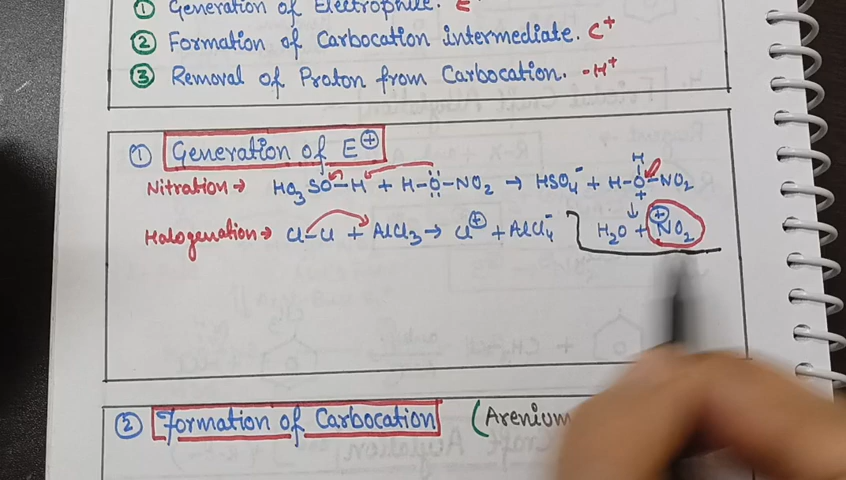 ① Generation of Electrophile. E
② Formation of Carbocation intermediate. C⁺
③ Removal of Proton from Carbocation. -H⁺
① Generation of E⊕
Nitration → HO₃SO-H + H-Ö-NO₂ → HSO₄⁻ + H-O-NO₂
H
+
↓
Halogenation → Cl-Cl + AlCl₃ → Cl⊕ + AlCl₄⁻
H₂O + ⊕NO₂
② Formation of Carbocation (Arenium